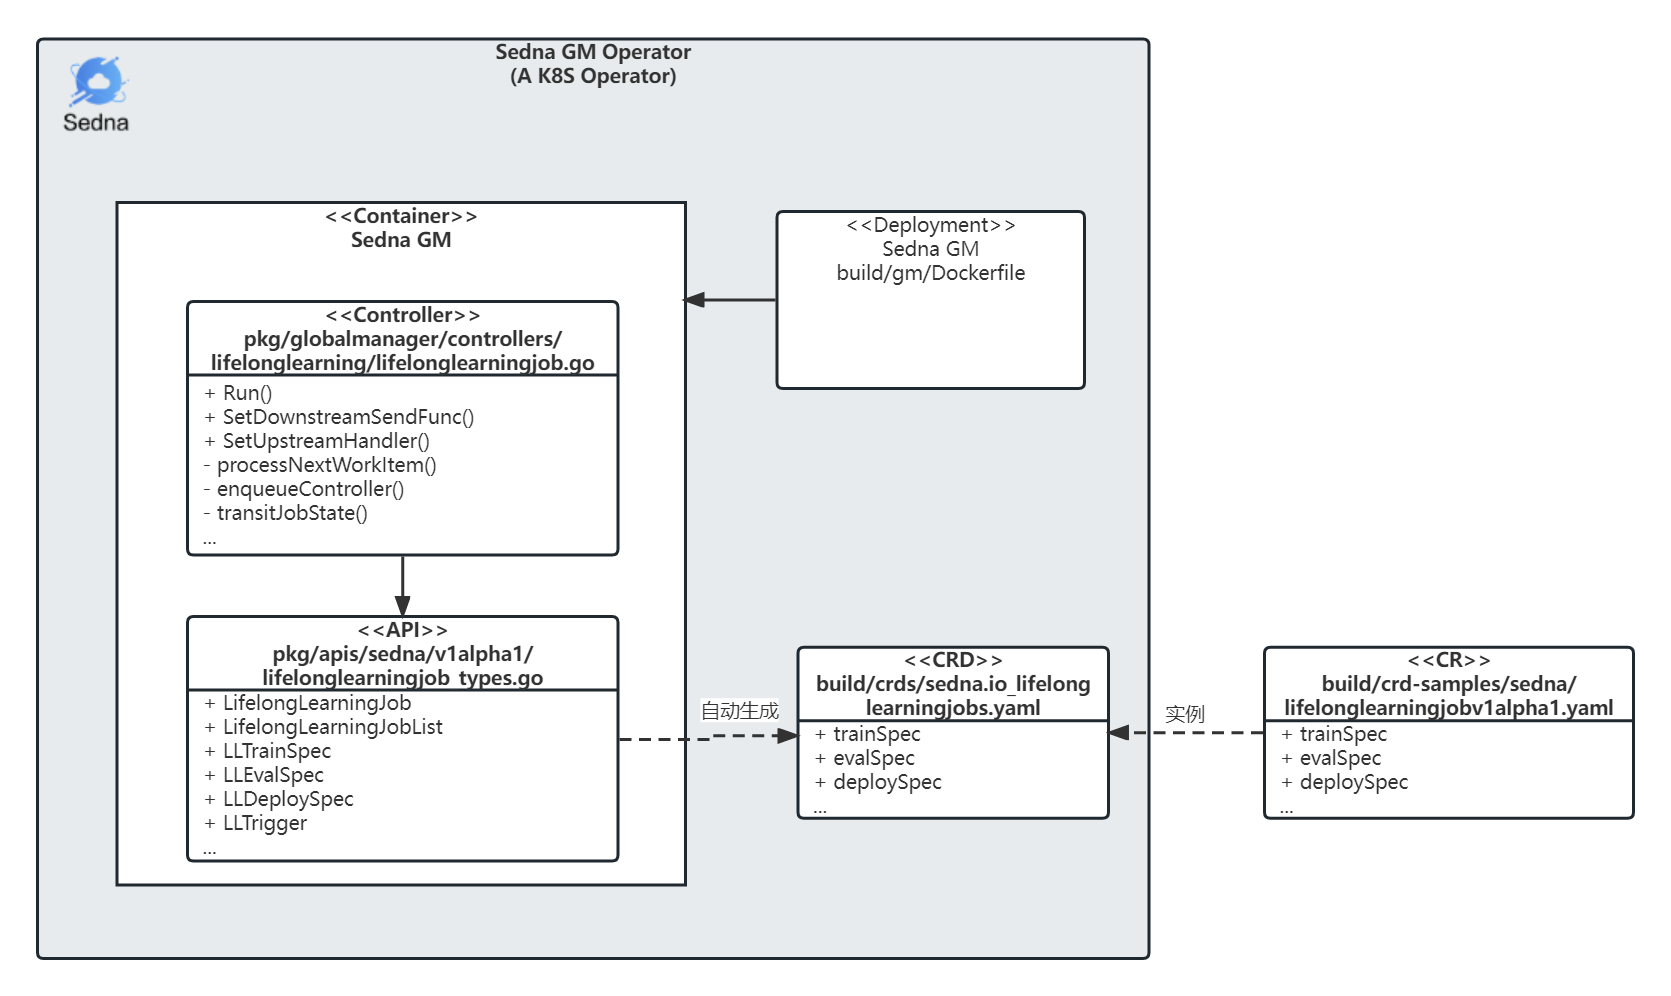 Sedna GM Operator
(A K8S Operator)
Sedna
<<Container>>
Sedna GM
<<Controller>>
pkg/globalmanager/controllers/
lifelonglearning/lifelonglearningjob.go
+ Run()
+ SetDownstreamSendFunc()
+ SetUpstreamHandler()
- processNextWorkItem()
- enqueueController()
- transitJobState()
...
<<API>>
pkg/apis/sedna/v1alpha1/
lifelonglearningjob_types.go
+ LifelongLearningJob
+ LifelongLearningJobList
+ LLTrainSpec
+ LLEvalSpec
+ LLDeploySpec
+ LLTrigger
...
<<Deployment>>
Sedna GM
build/gm/Dockerfile
自动生成
<<CRD>>
build/crds/sedna.io_lifelong
learningjobs.yaml
+ trainSpec
+ evalSpec
+ deploySpec
...
实例
<<CR>>
build/crd-samples/sedna/
lifelonglearningjobv1alpha1.yaml
+ trainSpec
+ evalSpec
+ deploySpec
...